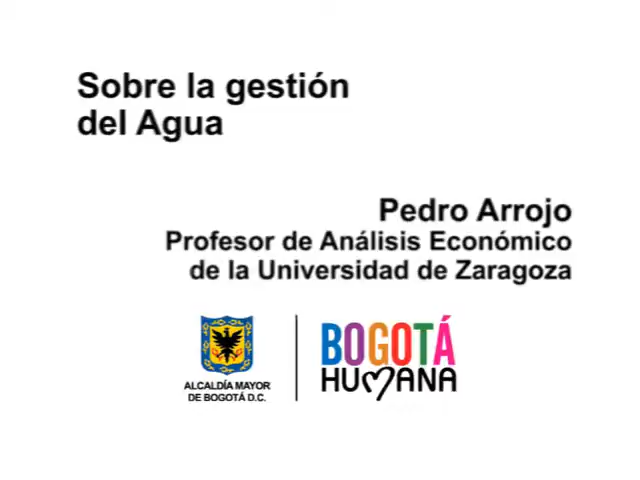 Sobre la gestión
del Agua
Pedro Arrojo
Profesor de Análisis Económico
de la Universidad de Zaragoza
ALCALDÍA MAYOR
DE BOGOTÁ D.C.
BOGOTÁ
HUMANA